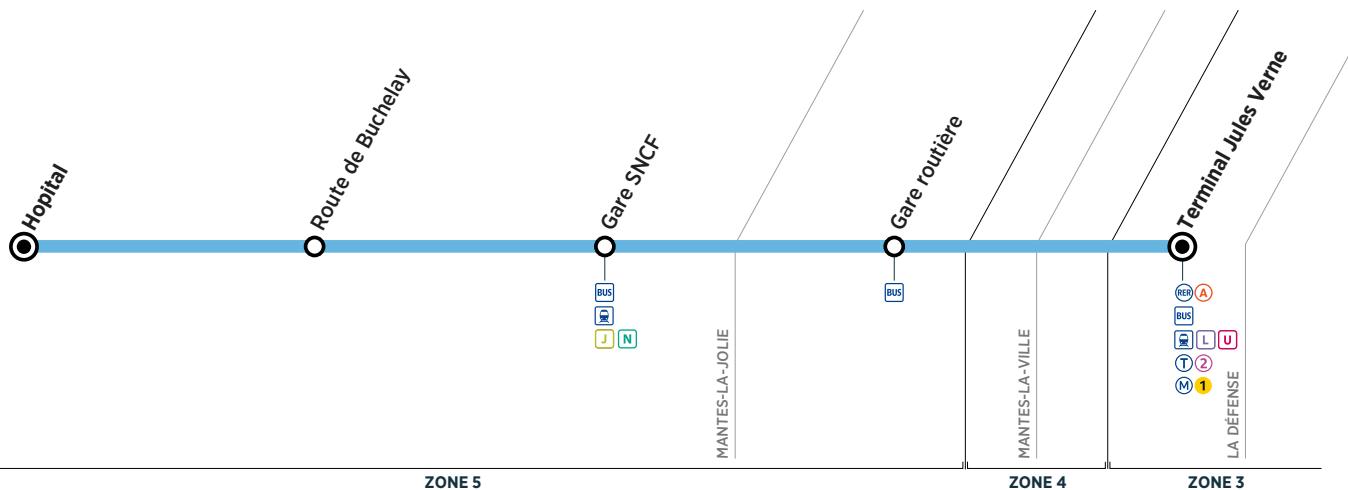 Hopital
Route de Buchelay
Gare SNCF
Gare routière
Terminal Jules Verne
BUS
J N
BUS
RER A
BUS
L U
T 2
M 1
MANTES-LA-JOLIE
MANTES-LA-VILLE
LA DÉFENSE
ZONE 5
ZONE 4
ZONE 3